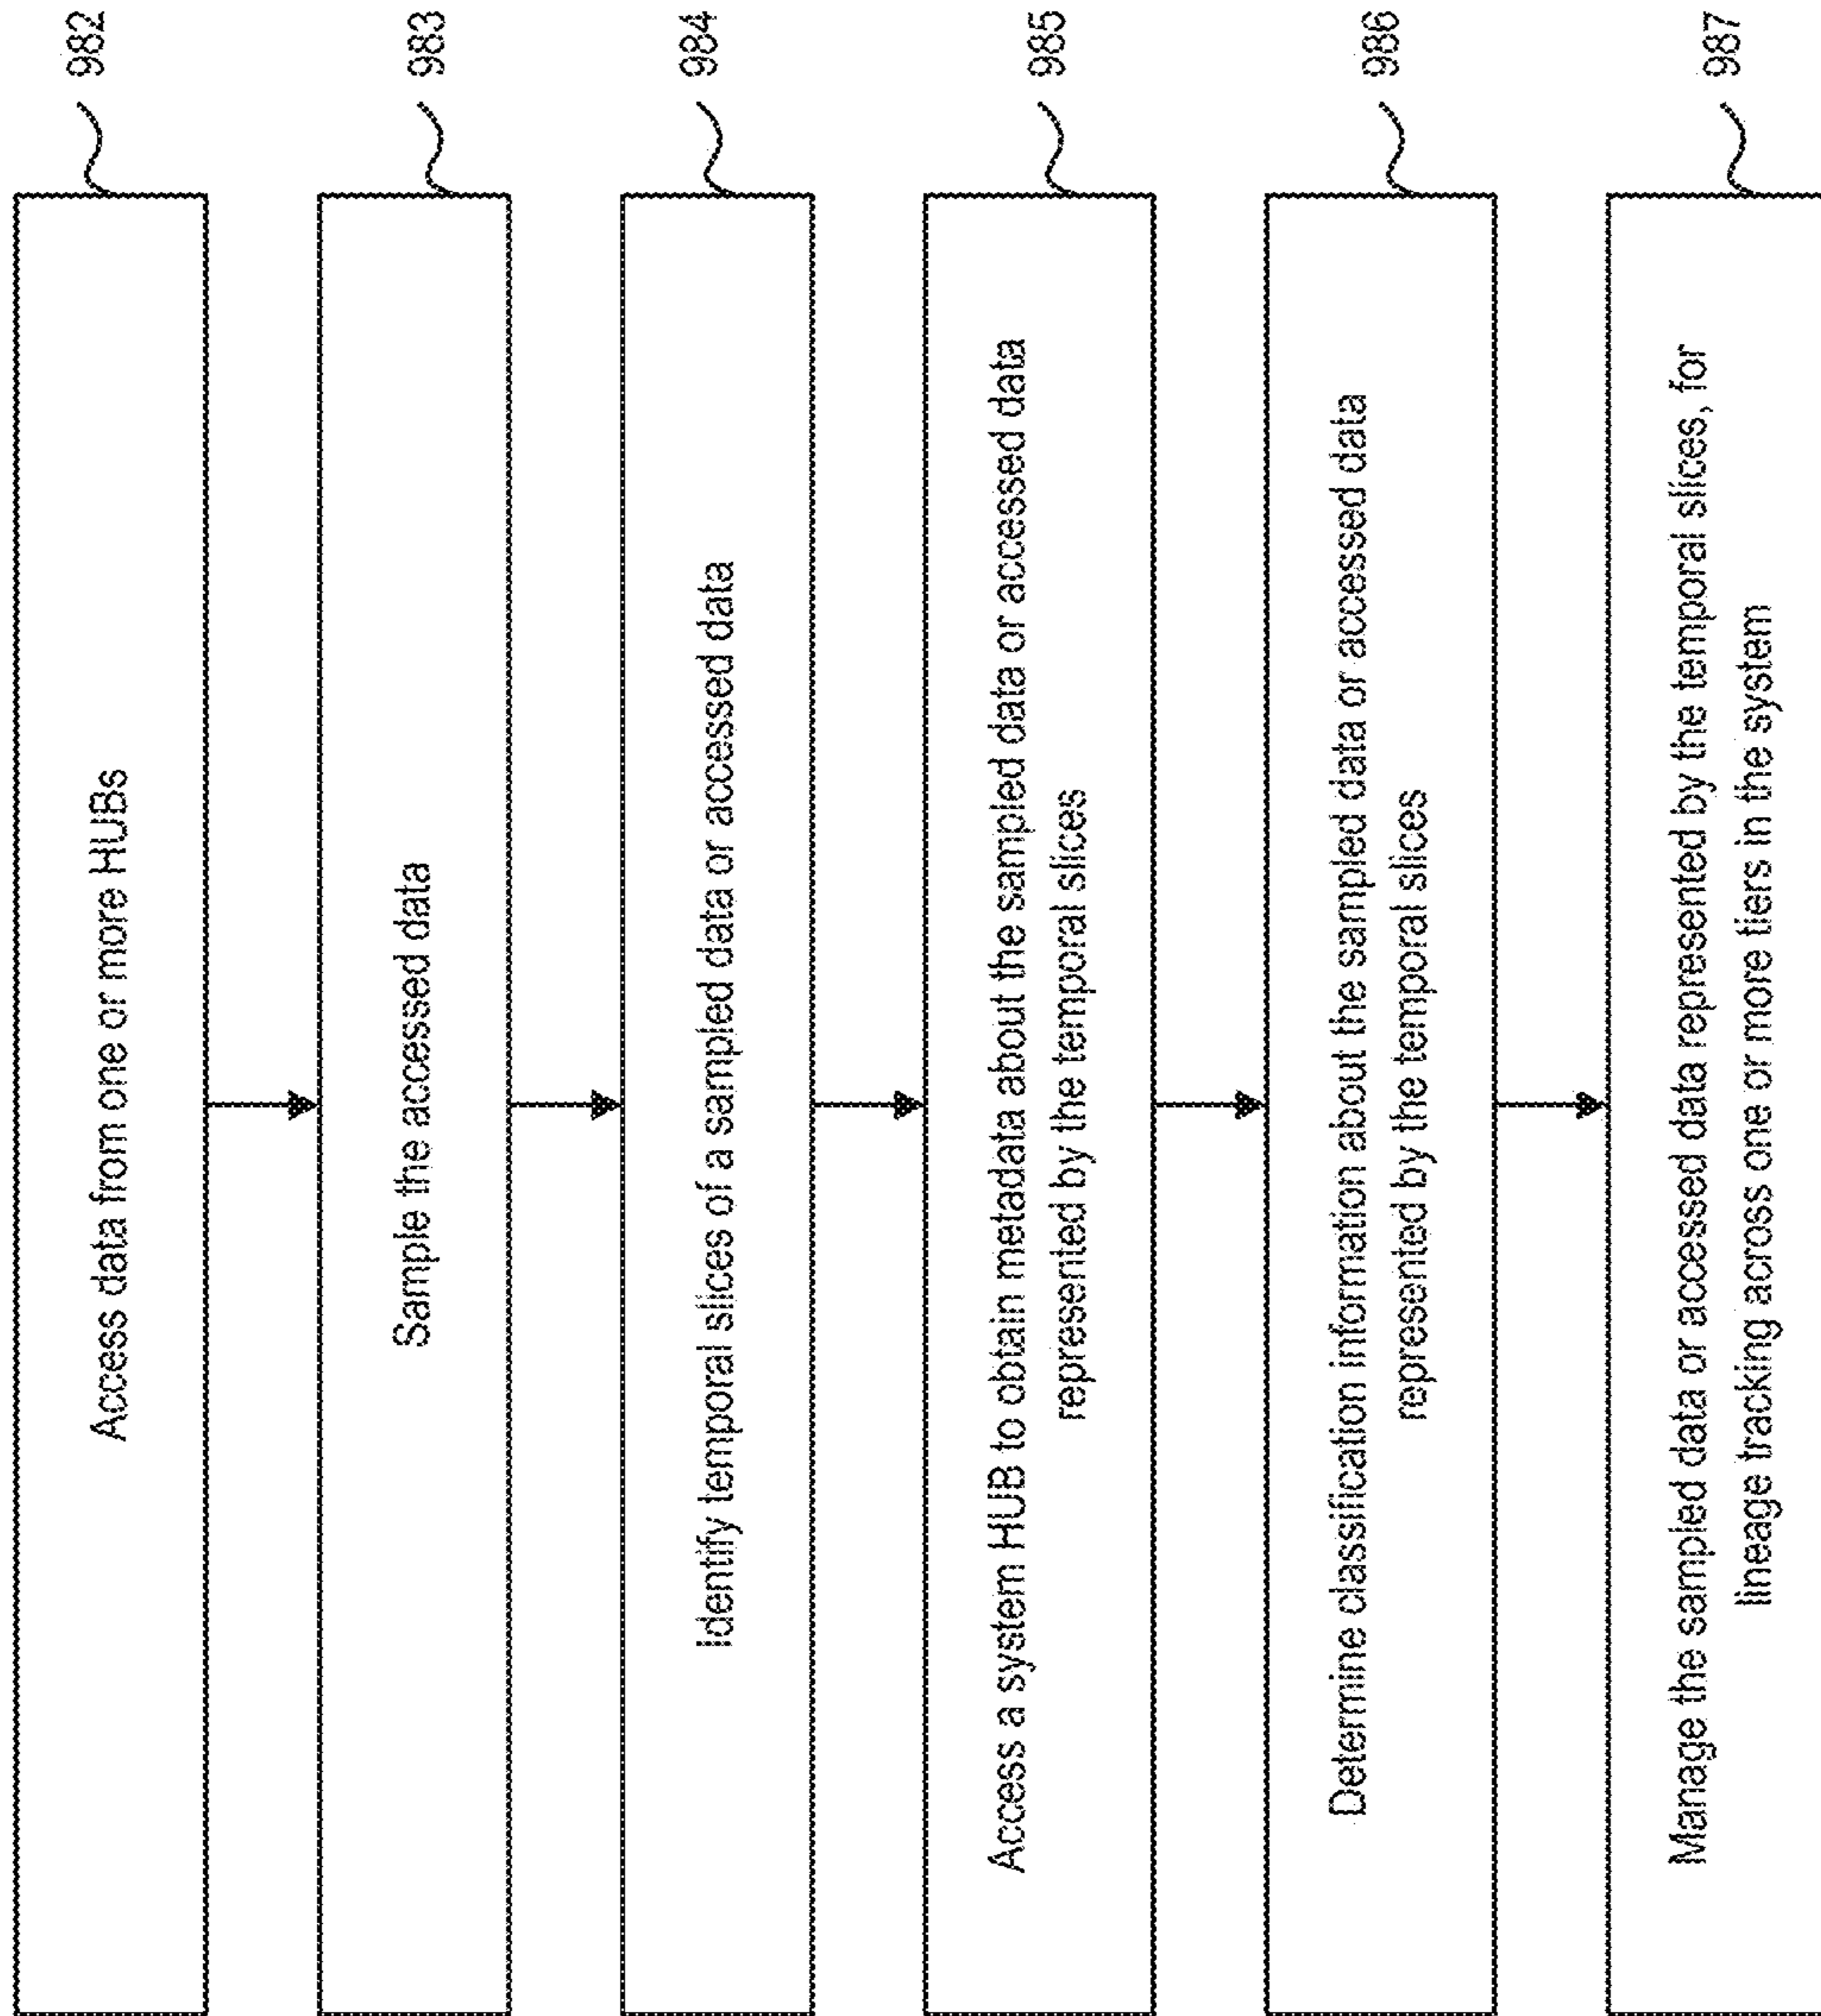 Access data from one or more HUBs
982
Sample the accessed data
983
Identify temporal slices of a sampled data or accessed data
984
Access a system HUB to obtain metadata about the sampled data or accessed data
represented by the temporal slices
985
Determine classification information about the sampled data or accessed data
represented by the temporal slices
986
Manage the sampled data or accessed data represented by the temporal slices, for
lineage tracking across one or more tiers in the system
987